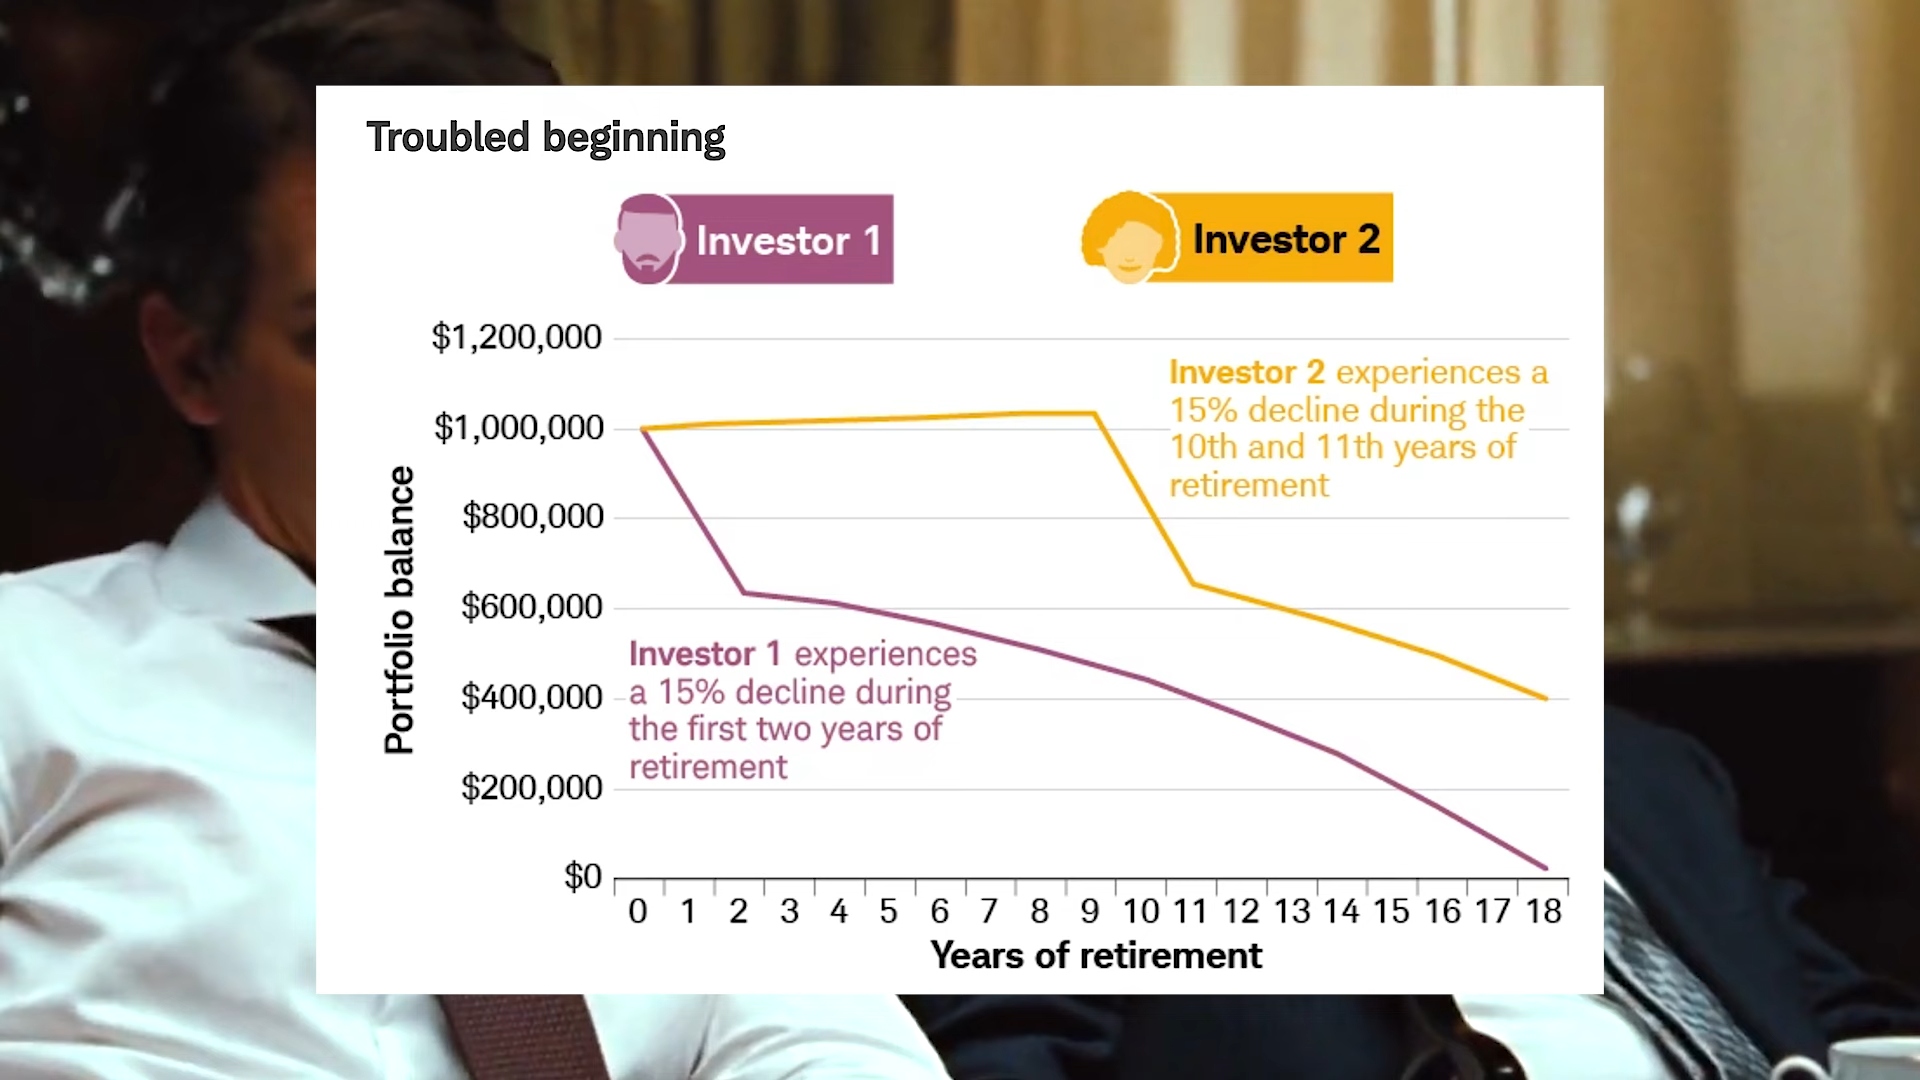 Troubled beginning
Investor 1
Investor 2
$1,200,000
$1,000,000
$800,000
$600,000
$400,000
$200,000
$0
Portfolio balance
Investor 2 experiences a
15% decline during the
10th and 11th years of
retirement
Investor 1 experiences
a 15% decline during
the first two years of
retirement
0 1 2 3 4 5 6 7 8 9 10 11 12 13 14 15 16 17 18
Years of retirement